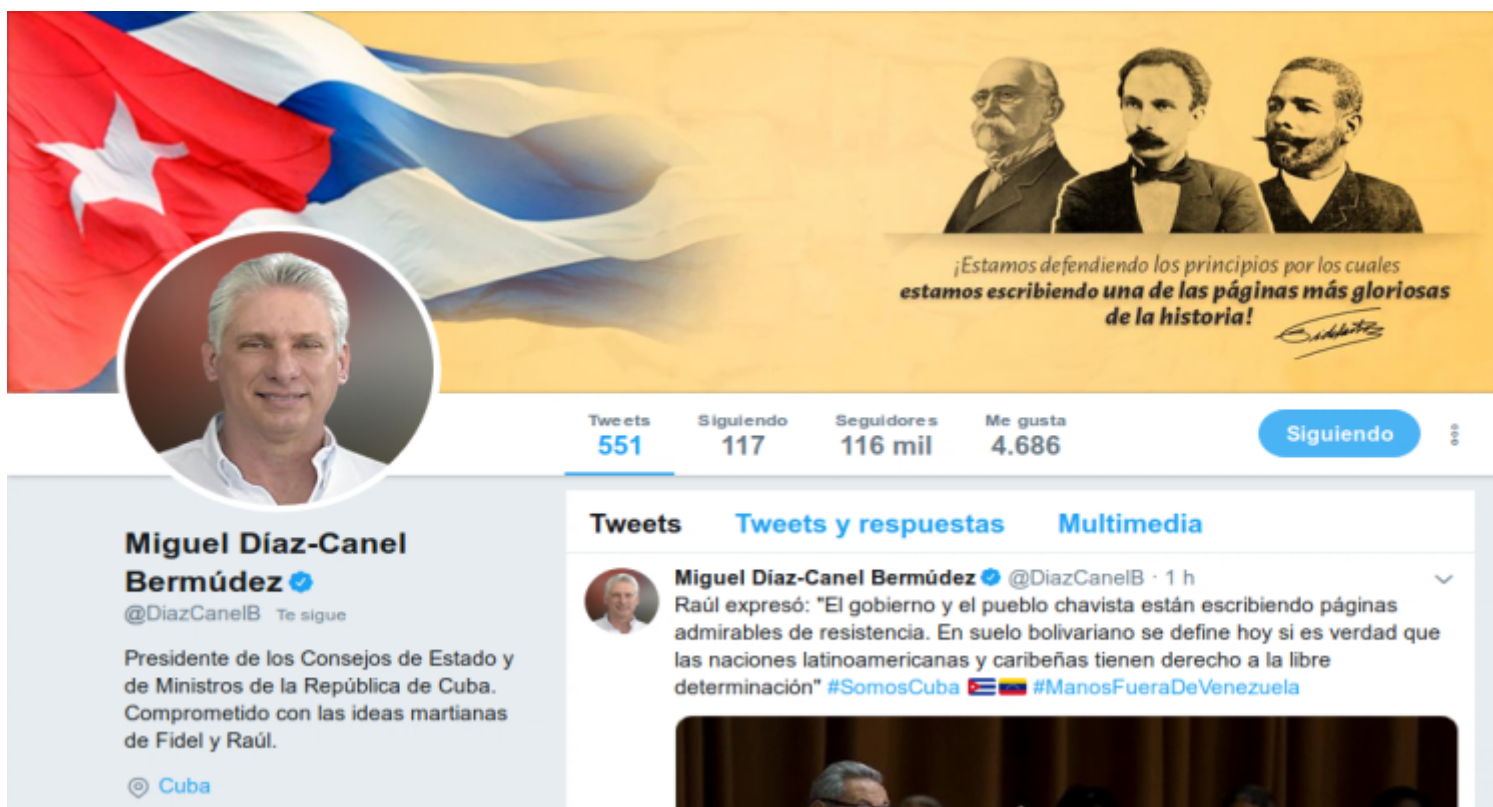 ¡Estamos defendiendo los principios por los cuales
estamos escribiendo una de las páginas más gloriosas
de la historia!
Tweets
551
Siguiendo
117
Seguidores
116 mil
Me gusta
4.686
Siguiendo
Miguel Díaz-Canel
Bermúdez
@DiazCanelB Te sigue
Presidente de los Consejos de Estado y
de Ministros de la República de Cuba.
Comprometido con las ideas martianas
de Fidel y Raúl.
Cuba
Tweets Tweets y respuestas Multimedia
Miguel Díaz-Canel Bermúdez @DiazCanelB · 1 h
Raúl expresó: "El gobierno y el pueblo chavista están escribiendo páginas
admirables de resistencia. En suelo bolivariano se define hoy si es verdad que
las naciones latinoamericanas y caribeñas tienen derecho a la libre
determinación" #SomosCuba 🇨🇺🇻🇪 #ManosFueraDeVenezuela